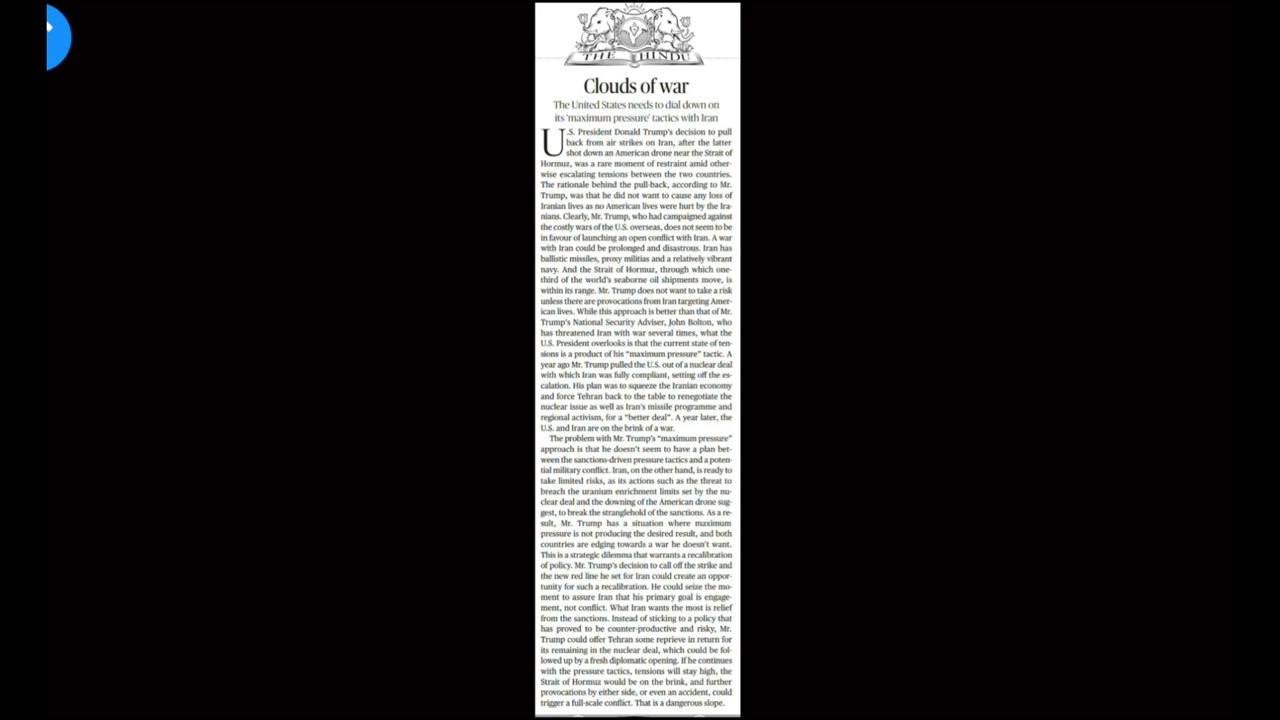 THE HINDU
Clouds of war
The United States needs to dial down on
its 'maximum pressure' tactics with Iran
U.S. President Donald Trump's decision to pull
back from air strikes on Iran, after the latter
shot down an American drone near the Strait of
Hormuz, was a rare moment of restraint amid other-
wise escalating tensions between the two countries.
The rationale behind the pull-back, according to Mr.
Trump, was that he did not want to cause any loss of
Iranian lives as no American lives were hurt by the Ira-
nians. Clearly, Mr. Trump, who had campaigned against
the costly wars of the U.S. overseas, does not seem to be
in favour of launching an open conflict with Iran. A war
with Iran could be prolonged and disastrous. Iran has
ballistic missiles, proxy militias and a relatively vibrant
navy. And the Strait of Hormuz, through which one-
third of the world's seaborne oil shipments move, is
within its range. Mr. Trump does not want to take a risk
unless there are provocations from Iran targeting Amer-
ican lives. While this approach is better than that of Mr.
Trump's National Security Adviser, John Bolton, who
has threatened Iran with war several times, what the
U.S. President overlooks is that the current state of ten-
sions is a product of his "maximum pressure" tactic. A
year ago Mr. Trump pulled the U.S. out of a nuclear deal
with which Iran was fully compliant, setting off the es-
calation. His plan was to squeeze the Iranian economy
and force Tehran back to the table to renegotiate the
nuclear issue as well as Iran's missile programme and
regional activism, for a "better deal". A year later, the
U.S. and Iran are on the brink of a war.
The problem with Mr. Trump's "maximum pressure"
approach is that he doesn't seem to have a plan bet-
ween the sanctions-driven pressure tactics and a poten-
tial military conflict. Iran, on the other hand, is ready to
take limited risks, as its actions such as the threat to
breach the uranium enrichment limits set by the nu-
clear deal and the downing of the American drone sug-
gest, to break the stranglehold of the sanctions. As a re-
sult, Mr. Trump has a situation where maximum
pressure is not producing the desired result, and both
countries are edging towards a war he doesn't want.
This is a strategic dilemma that warrants a recalibration
of policy. Mr. Trump's decision to call off the strike and
the new red line he set for Iran could create an oppor-
tunity for such a recalibration. He could seize the mo-
ment to assure Iran that his primary goal is engage-
ment, not conflict. What Iran wants the most is relief
from the sanctions. Instead of sticking to a policy that
has proved to be counter-productive and risky, Mr.
Trump could offer Tehran some reprieve in return for
its remaining in the nuclear deal, which could be fol-
lowed up by a fresh diplomatic opening. If he continues
with the pressure tactics, tensions will stay high, the
Strait of Hormuz would be on the brink, and further
provocations by either side, or even an accident, could
trigger a full-scale conflict. That is a dangerous slope.